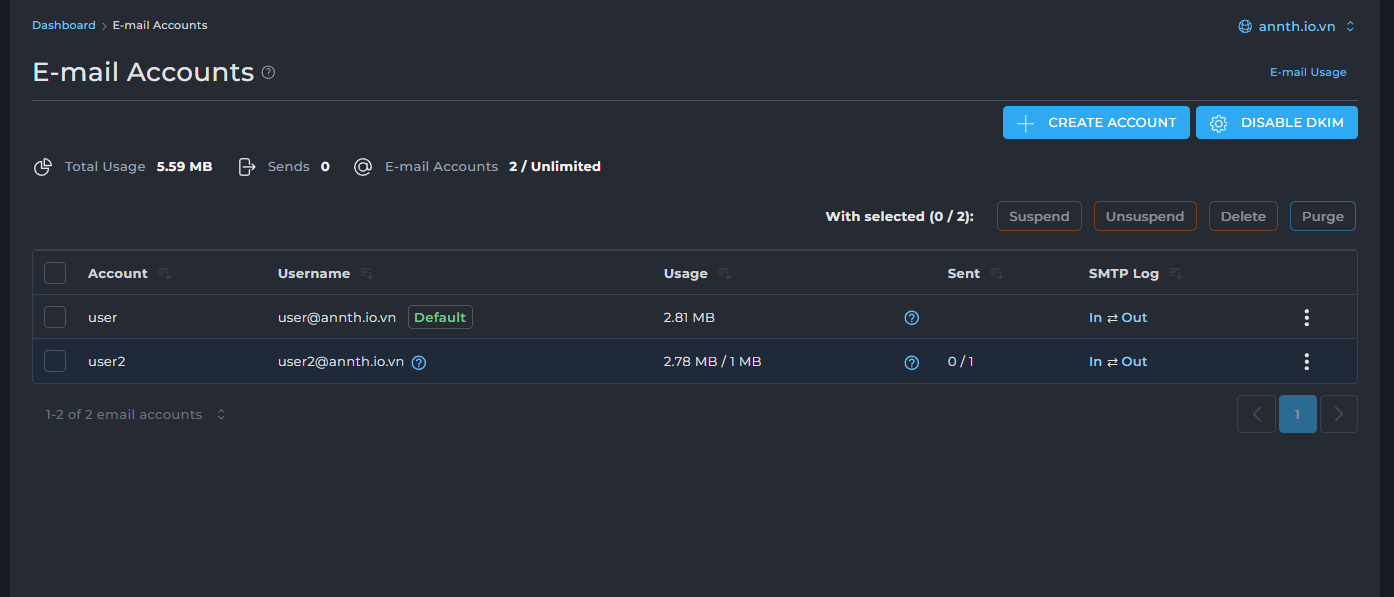 Dashboard > E-mail Accounts
annth.io.vn
E-mail Accounts
E-mail Usage
CREATE ACCOUNT
DISABLE DKIM
Total Usage 5.59 MB Sends 0 E-mail Accounts 2 / Unlimited
With selected (0 / 2): Suspend Unsuspend Delete Purge
Account Username Usage Sent SMTP Log
user user@annth.io.vn Default 2.81 MB In ⇄ Out
user2 user2@annth.io.vn 2.78 MB / 1 MB 0 / 1 In ⇄ Out
1-2 of 2 email accounts
1